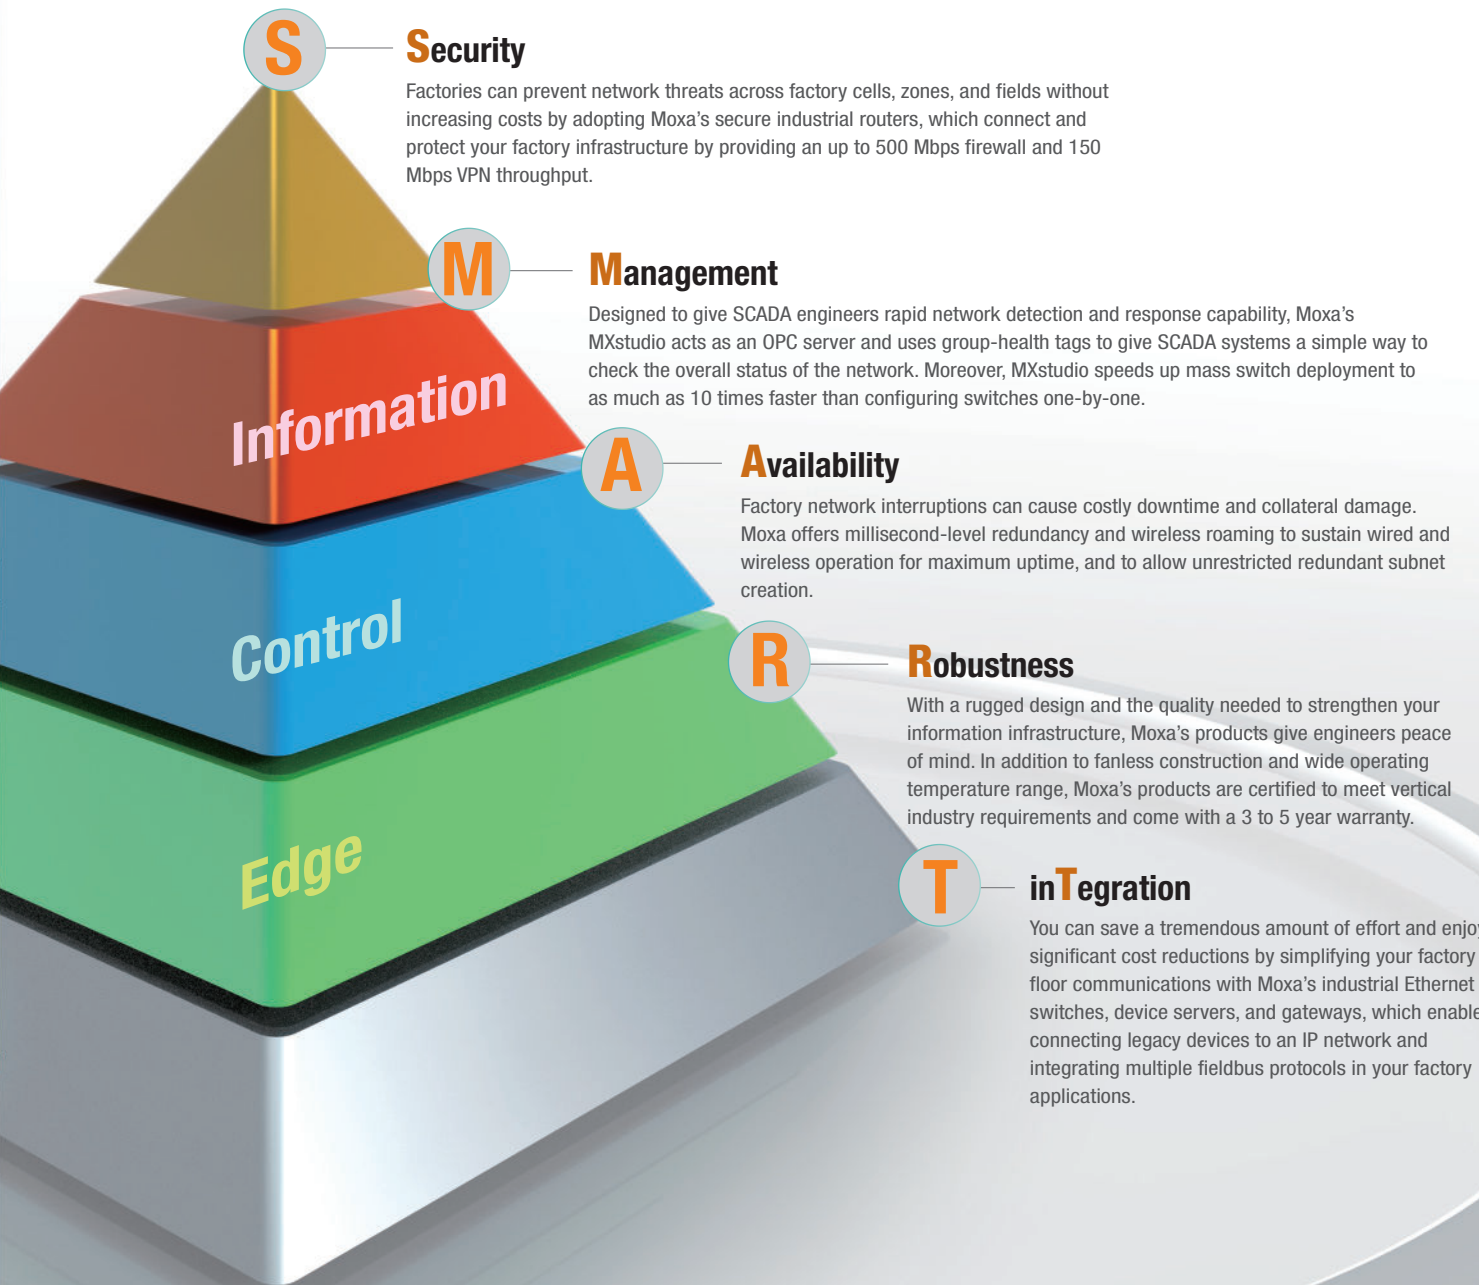 S
Security
Factories can prevent network threats across factory cells, zones, and fields without
increasing costs by adopting Moxa's secure industrial routers, which connect and
protect your factory infrastructure by providing an up to 500 Mbps firewall and 150
Mbps VPN throughput.
M
Management
Designed to give SCADA engineers rapid network detection and response capability, Moxa's
MXstudio acts as an OPC server and uses group-health tags to give SCADA systems a simple way to
check the overall status of the network. Moreover, MXstudio speeds up mass switch deployment to
as much as 10 times faster than configuring switches one-by-one.
Information
A
Availability
Factory network interruptions can cause costly downtime and collateral damage.
Moxa offers millisecond-level redundancy and wireless roaming to sustain wired and
wireless operation for maximum uptime, and to allow unrestricted redundant subnet
creation.
Control
R
Robustness
With a rugged design and the quality needed to strengthen your
information infrastructure, Moxa's products give engineers peace
of mind. In addition to fanless construction and wide operating
temperature range, Moxa's products are certified to meet vertical
industry requirements and come with a 3 to 5 year warranty.
Edge
T
inTegration
You can save a tremendous amount of effort and enjoy
significant cost reductions by simplifying your factory
floor communications with Moxa's industrial Ethernet
switches, device servers, and gateways, which enable
connecting legacy devices to an IP network and
integrating multiple fieldbus protocols in your factory
applications.